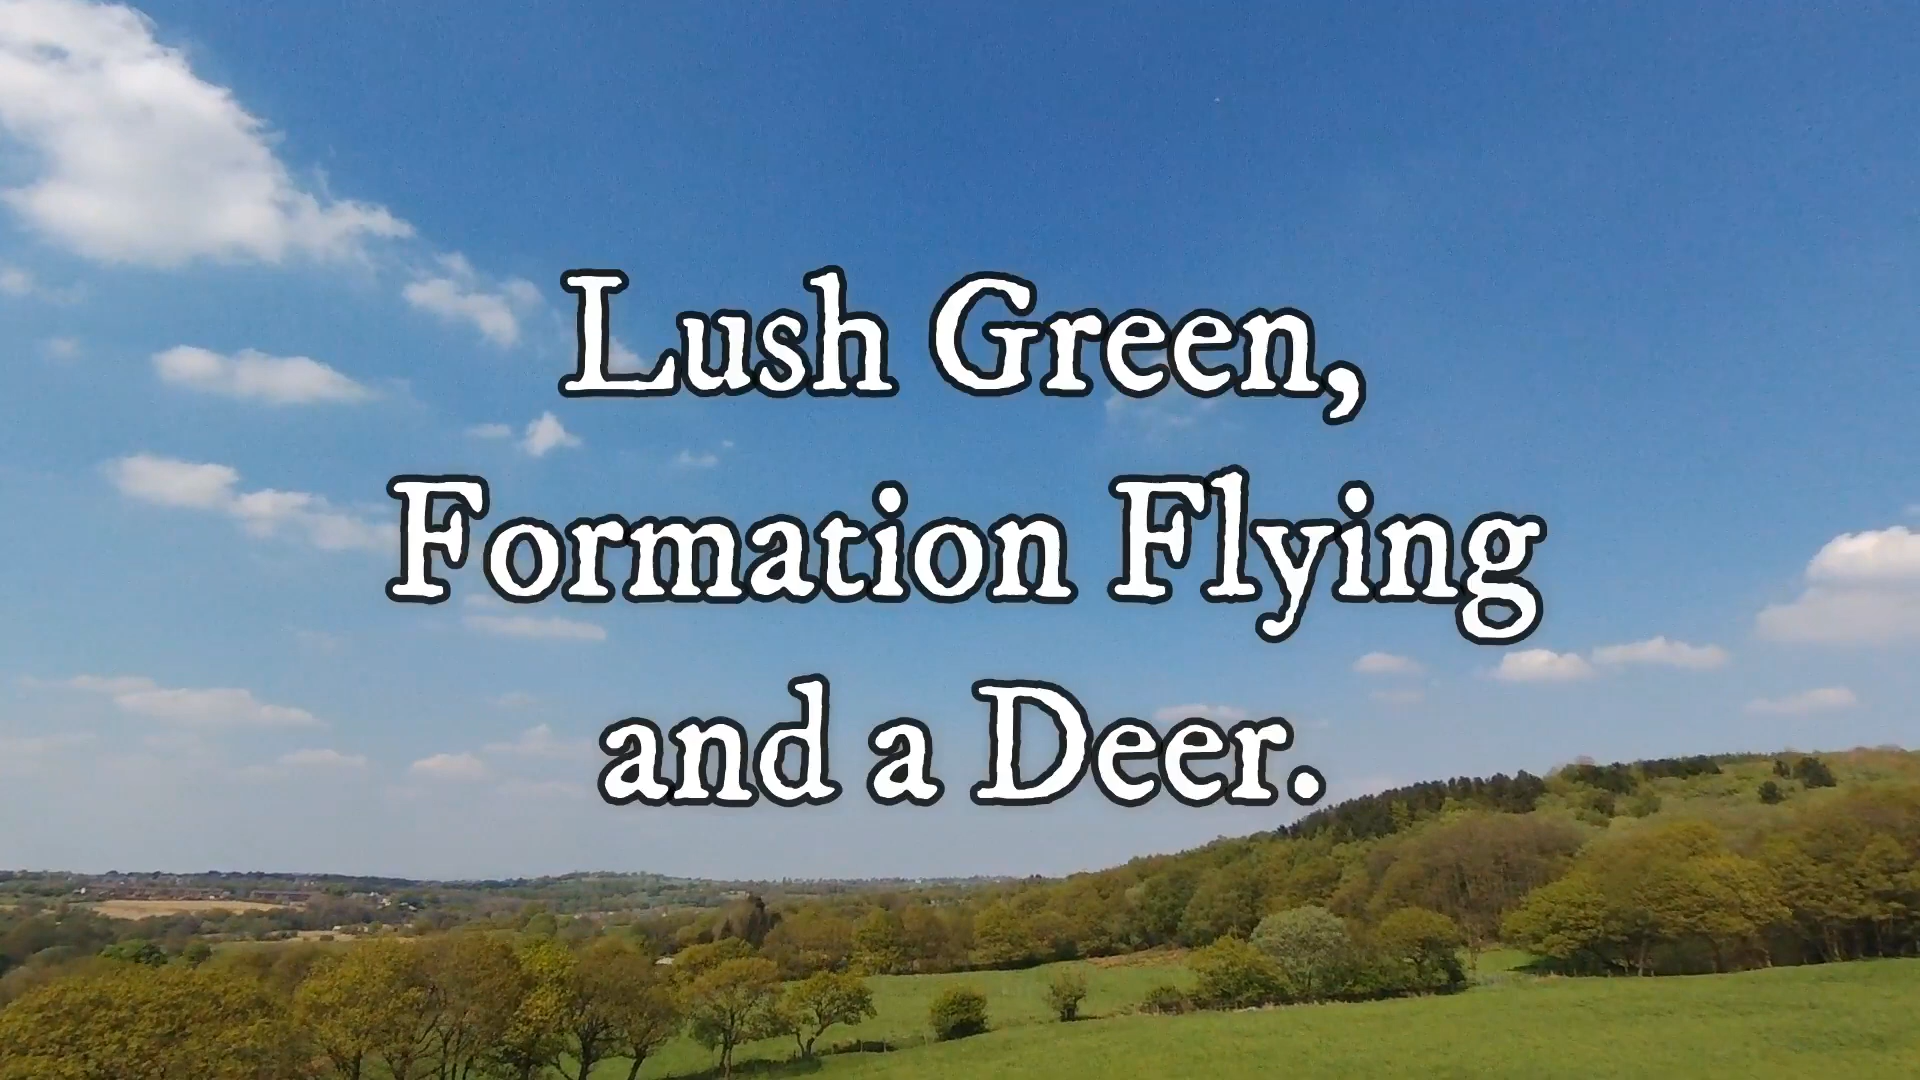 Lush Green,
Formation Flying
and a Deer.